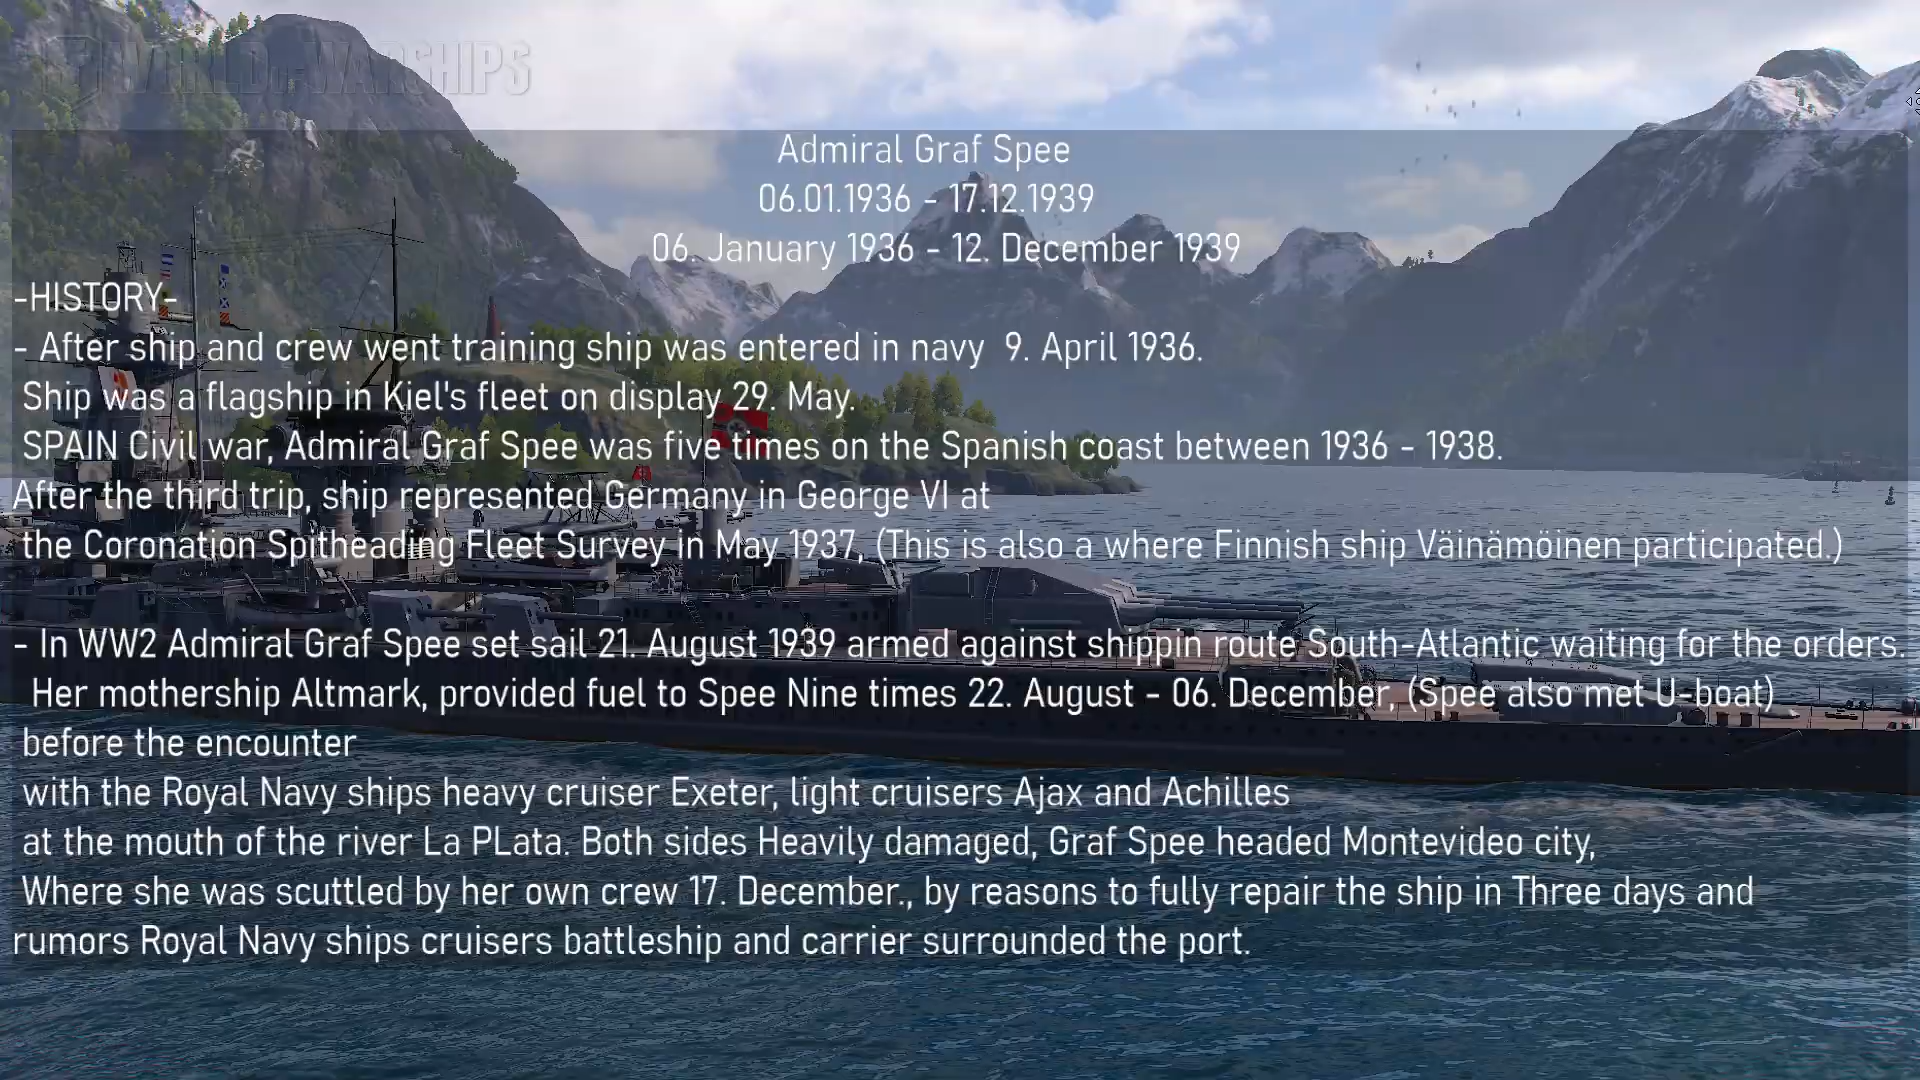 WORLD OF WARSHIPS
Admiral Graf Spee
06.01.1936 - 17.12.1939
06. January 1936 - 12. December 1939
-HISTORY-
- After ship and crew went training ship was entered in navy  9. April 1936.
Ship was a flagship in Kiel's fleet on display 29. May.
SPAIN Civil war, Admiral Graf Spee was five times on the Spanish coast between 1936 - 1938.
After the third trip, ship represented Germany in George VI at
the Coronation Spitheading Fleet Survey in May 1937, (This is also a where Finnish ship Väinämöinen participated.)
- In WW2 Admiral Graf Spee set sail 21. August 1939 armed against shippin route South-Atlantic waiting for the orders.
Her mothership Altmark, provided fuel to Spee Nine times 22. August - 06. December, (Spee also met U-boat)
before the encounter
with the Royal Navy ships heavy cruiser Exeter, light cruisers Ajax and Achilles
at the mouth of the river La PLata. Both sides Heavily damaged, Graf Spee headed Montevideo city,
Where she was scuttled by her own crew 17. December., by reasons to fully repair the ship in Three days and
rumors Royal Navy ships cruisers battleship and carrier surrounded the port.